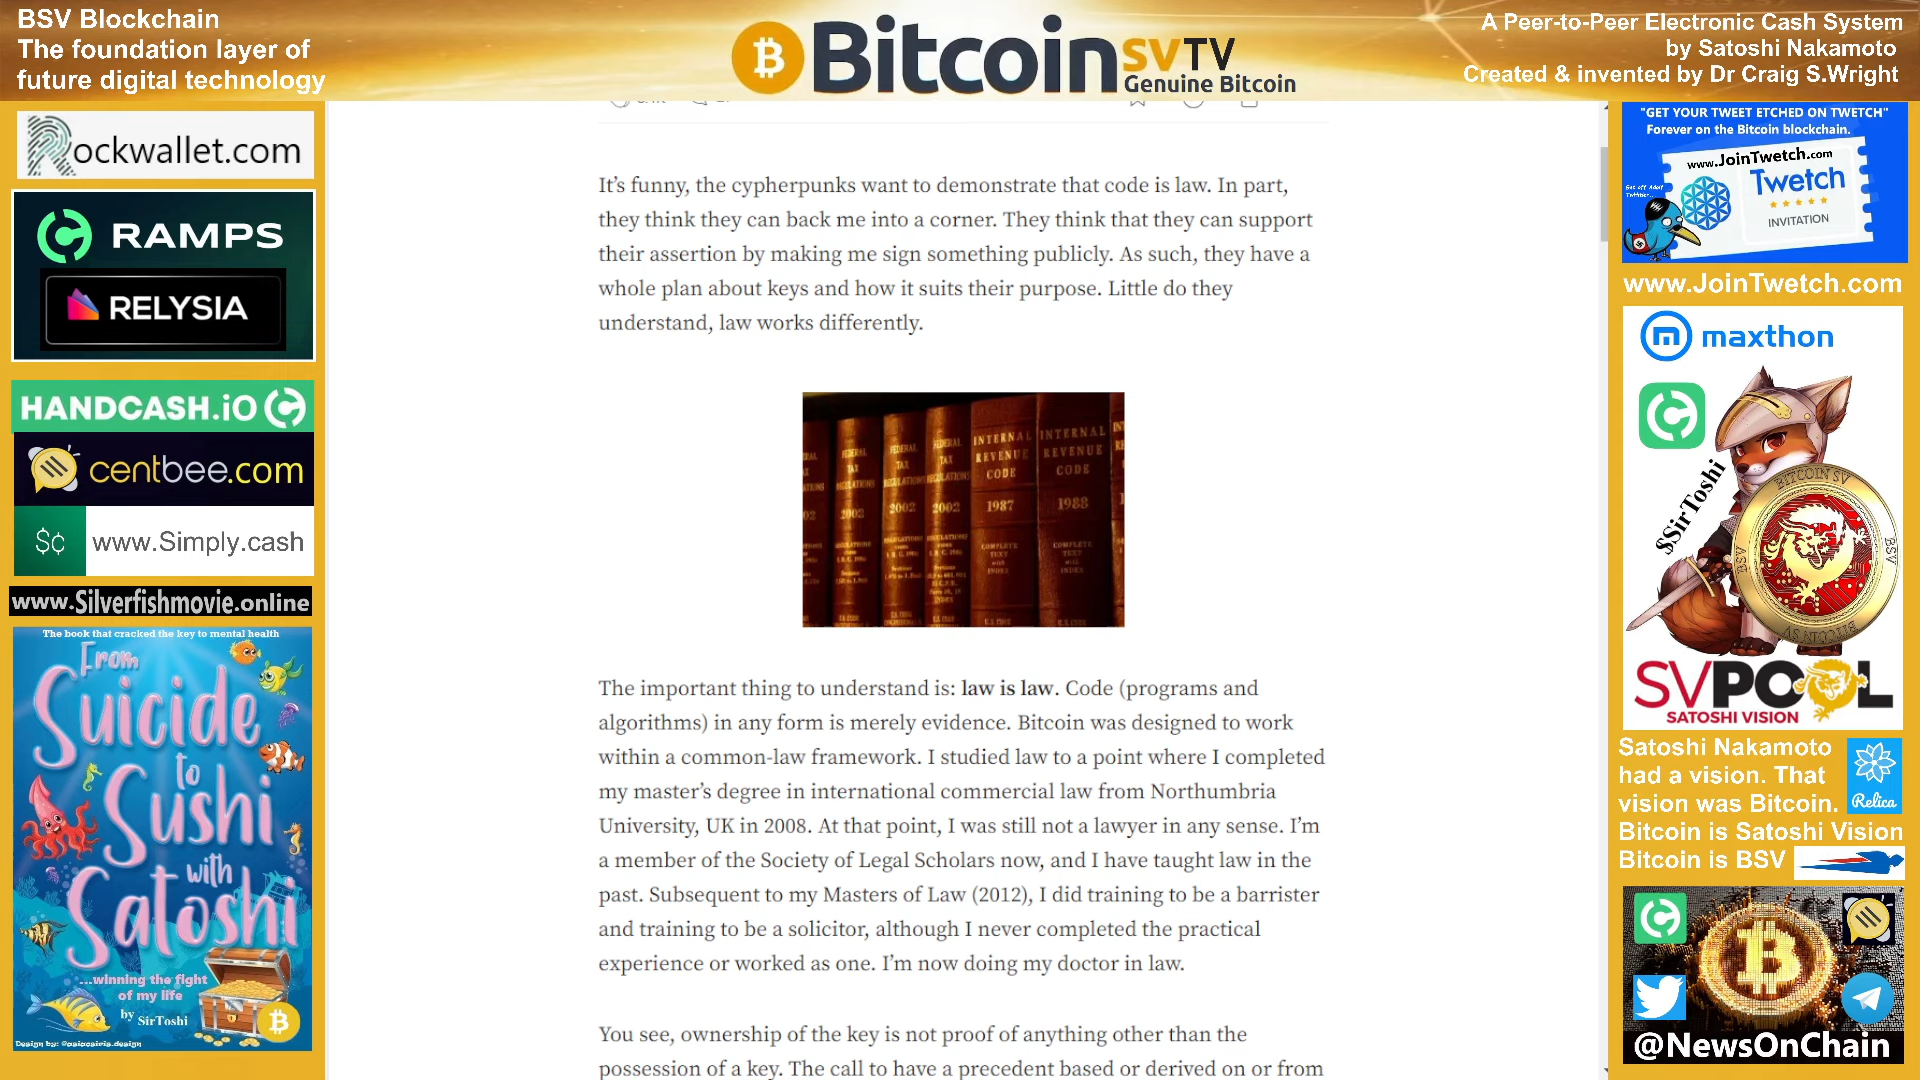 BSV Blockchain
The foundation layer of
future digital technology
Bitcoin SVTV
Genuine Bitcoin
A Peer-to-Peer Electronic Cash System
by Satoshi Nakamoto
Created & invented by Dr Craig S.Wright
Rockwallet.com
RAMPS
RELYSIA
HANDCASH.iO
centbee.com
$¢ www.Simply.cash
www.Silverfishmovie.online
The book that cracked the key to mental health
From
Suicide
to
Sushi
with
Satoshi
...winning the fight
of my life
by SirToshi
It’s funny, the cypherpunks want to demonstrate that code is law. In part,
they think they can back me into a corner. They think that they can support
their assertion by making me sign something publicly. As such, they have a
whole plan about keys and how it suits their purpose. Little do they
understand, law works differently.
FEDERAL
TAX
REGULATIONS
2002
FEDERAL
TAX
REGULATIONS
2002
FEDERAL
TAX
REGULATIONS
2002
INTERNAL
REVENUE
CODE
1987
COMPLETE
TEXT
with
INDEX
INTERNAL
REVENUE
CODE
1988
COMPLETE
TEXT
with
INDEX
The important thing to understand is: law is law. Code (programs and
algorithms) in any form is merely evidence. Bitcoin was designed to work
within a common-law framework. I studied law to a point where I completed
my master’s degree in international commercial law from Northumbria
University, UK in 2008. At that point, I was still not a lawyer in any sense. I’m
a member of the Society of Legal Scholars now, and I have taught law in the
past. Subsequent to my Masters of Law (2012), I did training to be a barrister
and training to be a solicitor, although I never completed the practical
experience or worked as one. I’m now doing my doctor in law.
You see, ownership of the key is not proof of anything other than the
possession of a key. The call to have a precedent based or derived on or from
"GET YOUR TWEET ETCHED ON TWETCH"
Forever on the Bitcoin blockchain.
www.JoinTwetch.com
Twetch
INVITATION
www.JoinTwetch.com
maxthon
$SirToshi
BITCOIN SV
BSV
BSV
BITCOIN SV
SVPOOL
SATOSHI VISION
Satoshi Nakamoto
had a vision. That
vision was Bitcoin.
Relica
Bitcoin is Satoshi Vision
Bitcoin is BSV
@NewsOnChain